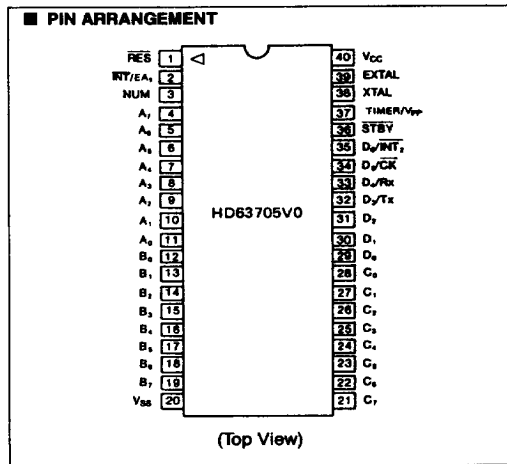 ■ PIN ARRANGEMENT
RES 1 40 VCC
INT/EA₉ 2 39 EXTAL
NUM 3 38 XTAL
A₇ 4 37 TIMER/VPP
A₆ 5 36 STBY
A₅ 6 35 D₆/INT₂
A₄ 7 34 D₅/CK
A₃ 8 33 D₄/Rx
A₂ 9 32 D₃/Tx
A₁ 10 31 D₂
HD63705V0
A₀ 11 30 D₁
B₀ 12 29 D₀
B₁ 13 28 C₀
B₂ 14 27 C₁
B₃ 15 26 C₂
B₄ 16 25 C₃
B₅ 17 24 C₄
B₆ 18 23 C₅
B₇ 19 22 C₆
VSS 20 21 C₇
(Top View)